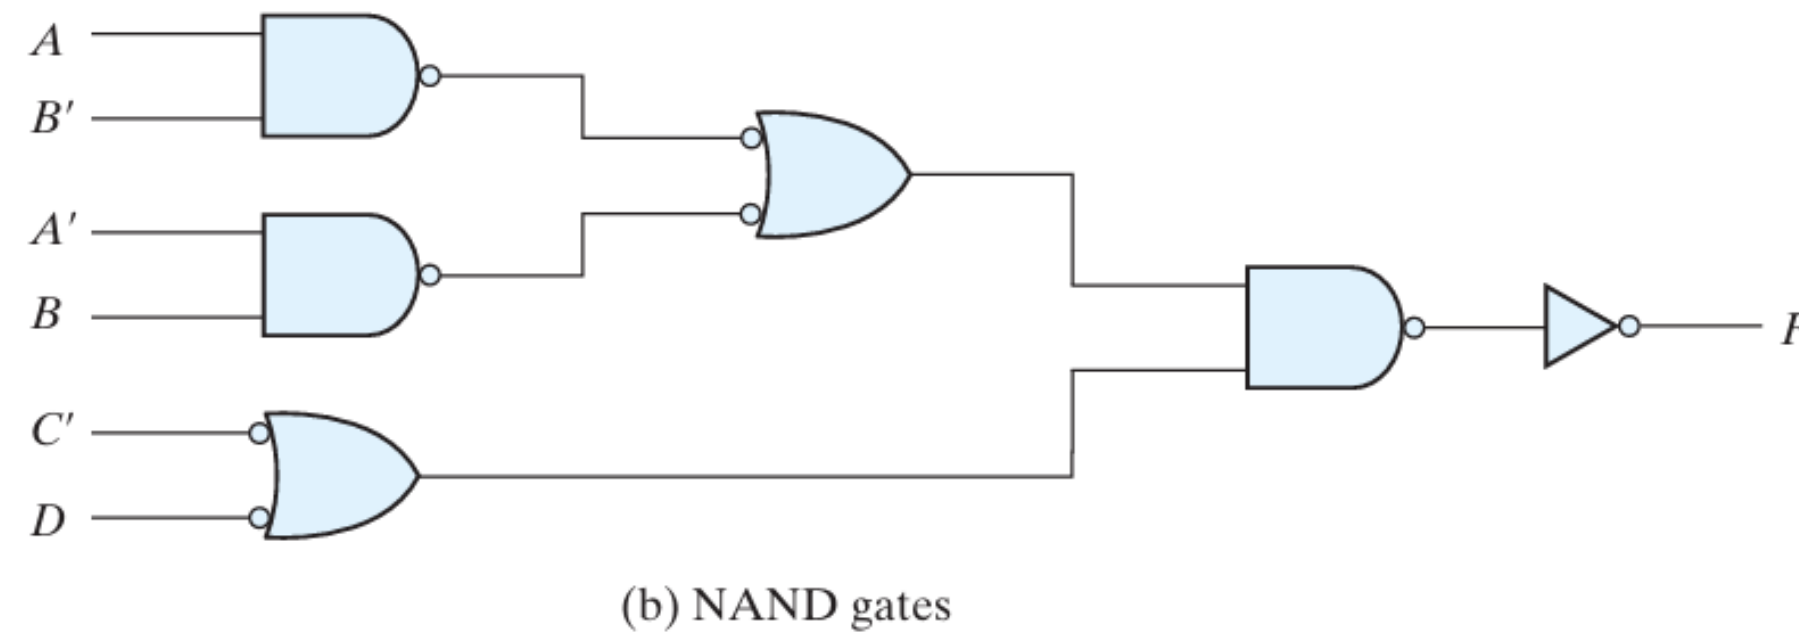 A
B′
A′
B
C′
D
F
(b) NAND gates